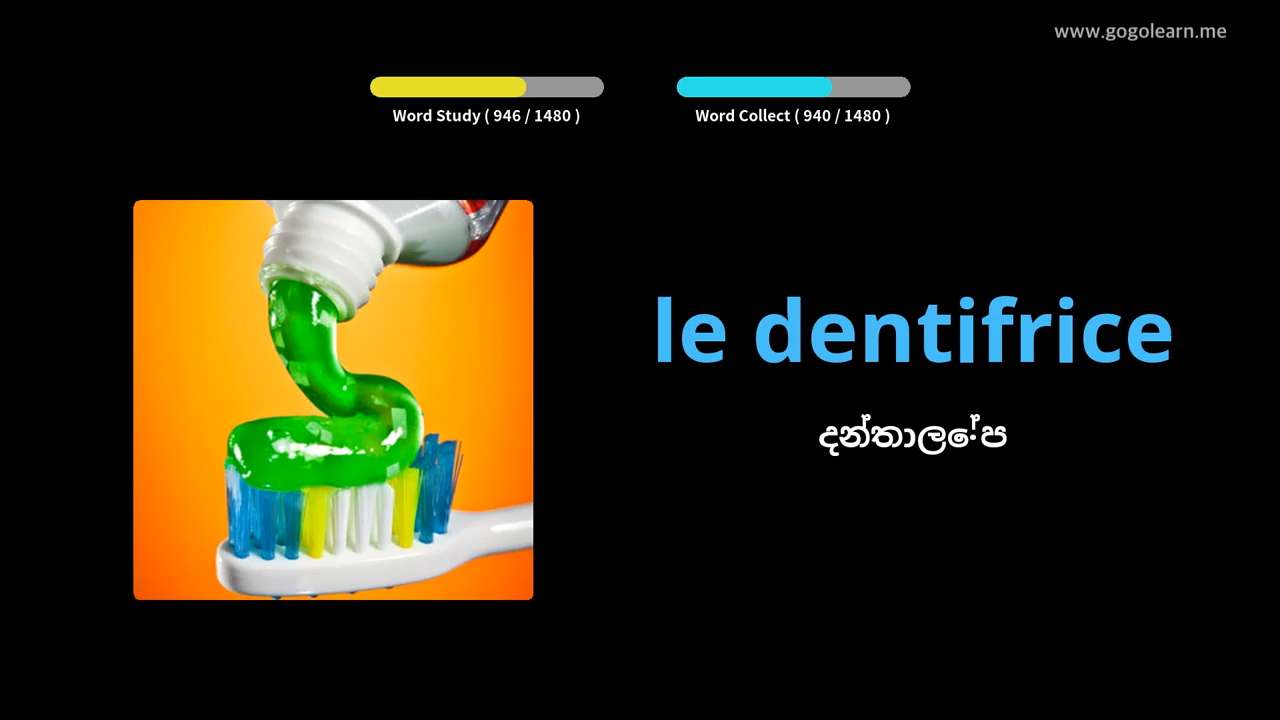 www.gogolearn.me
Word Study ( 946 / 1480 )
Word Collect ( 940 / 1480 )
le dentifrice
දන්තාලේප